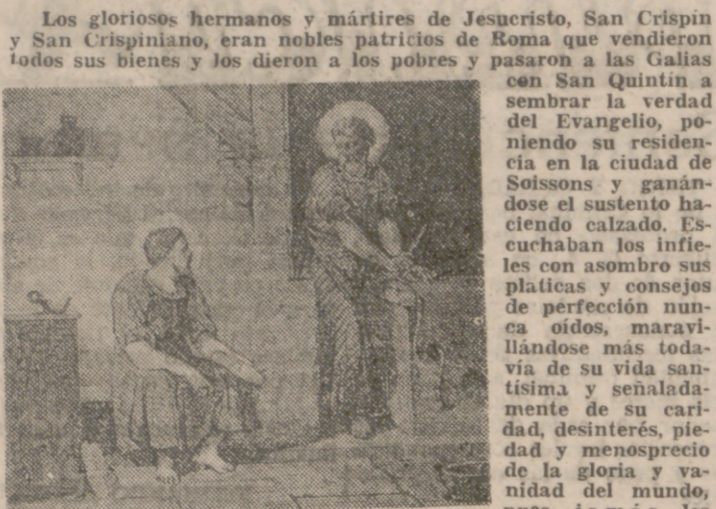 Los gloriosos hermanos y mártires de Jesucristo, San Crispín
y San Crispiniano, eran nobles patricios de Roma que vendieron
todos sus bienes y los dieron a los pobres y pasaron a las Galias
con San Quintín a
sembrar la verdad
del Evangelio, po-
niendo su residen-
cia en la ciudad de
Soissons y ganán-
dose el sustento ha-
ciendo calzado. Es-
cuchaban los infie-
les con asombro sus
platicas y consejos
de perfección nun-
ca oídos, maravi-
llándose más toda-
vía de su vida san-
tísima y señalada-
mente de su cari-
dad, desinterés, pie-
dad y menosprecio
de la gloria y va-
nidad del mundo,